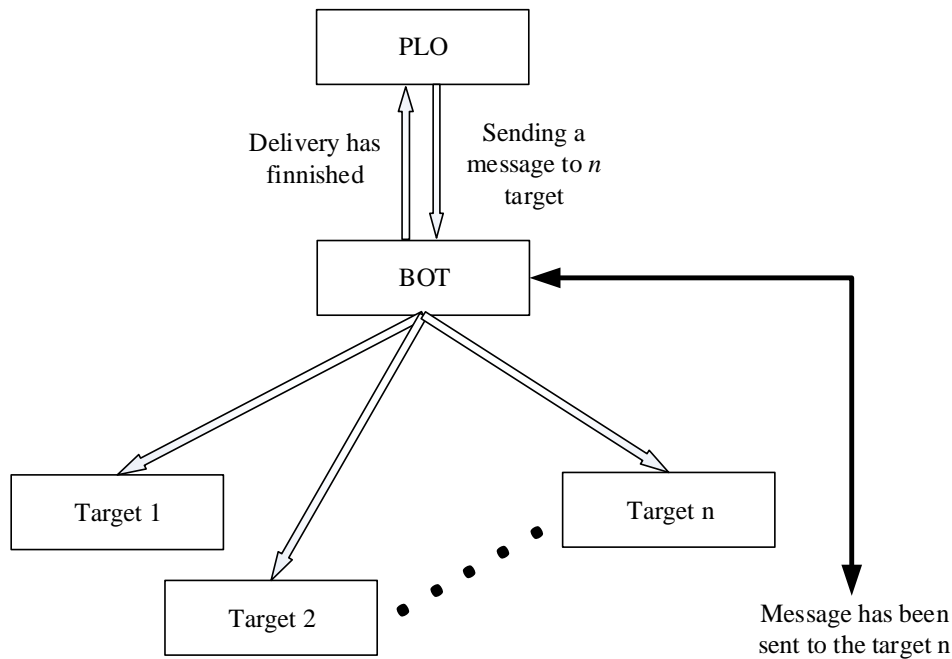 PLO
Delivery has
finnished
Sending a
message to n
target
BOT
Target 1
Target n
Target 2
Message has been
sent to the target n